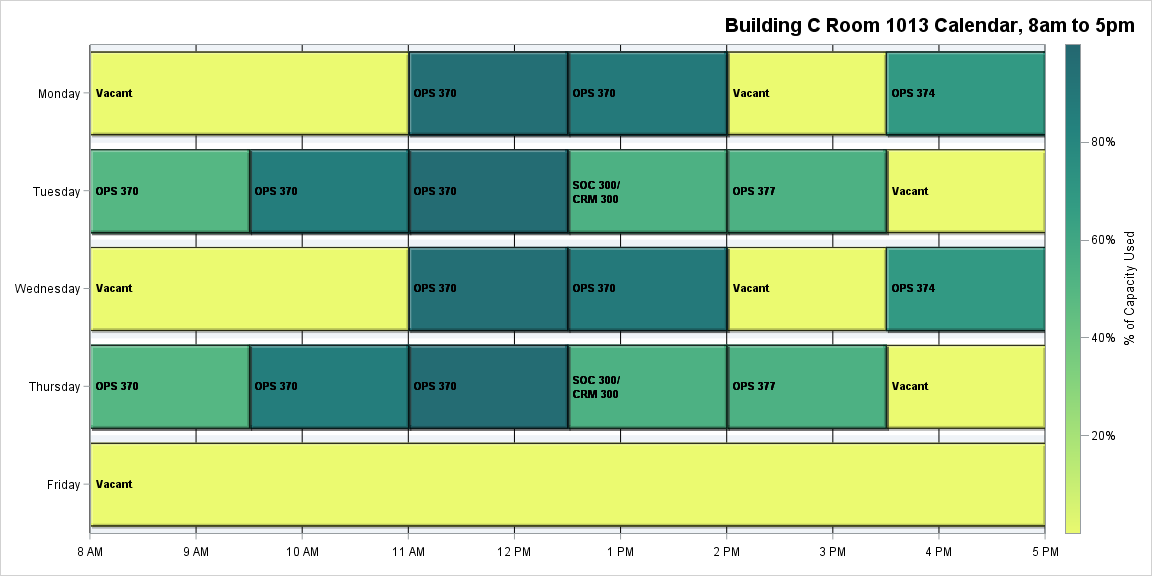 Building C Room 1013 Calendar, 8am to 5pm
Monday
Vacant
OPS 370
OPS 370
Vacant
OPS 374
Tuesday
OPS 370
OPS 370
OPS 370
SOC 300/
CRM 300
OPS 377
Vacant
Wednesday
Vacant
OPS 370
OPS 370
Vacant
OPS 374
Thursday
OPS 370
OPS 370
OPS 370
SOC 300/
CRM 300
OPS 377
Vacant
Friday
Vacant
8 AM
9 AM
10 AM
11 AM
12 PM
1 PM
2 PM
3 PM
4 PM
5 PM
80%
60%
40%
20%
% of Capacity Used